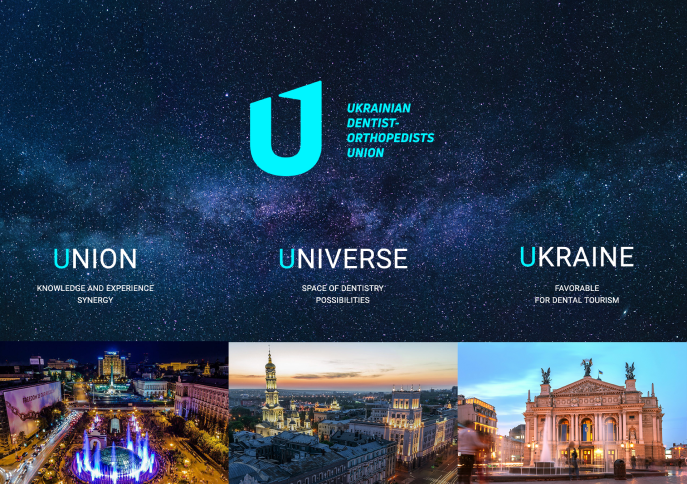 UKRAINIAN
DENTIST-
ORTHOPEDISTS
UNION
UNION
KNOWLEDGE AND EXPERIENCE
SYNERGY
UNIVERSE
SPACE OF DENTISTRY
POSSIBILITIES
UKRAINE
FAVORABLE
FOR DENTAL TOURISM